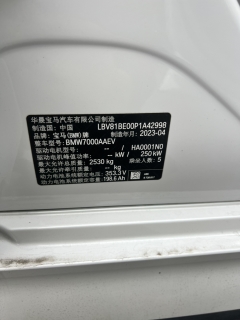 华晨宝马汽车有限公司制造
制造国：中国 LBV81BE00P1A42998
品牌：宝马(BMW)牌 制造年月：2023-04
整车型号：BMW7000AAEV
驱动电机型号： -- / HA0001N0
驱动电机峰值功率： -- kW / 250 kW
最大允许总质量：2530 kg 乘坐人数：5
动力电池系统额定电压：353.3 V
动力电池系统额定容量：198.6 Ah